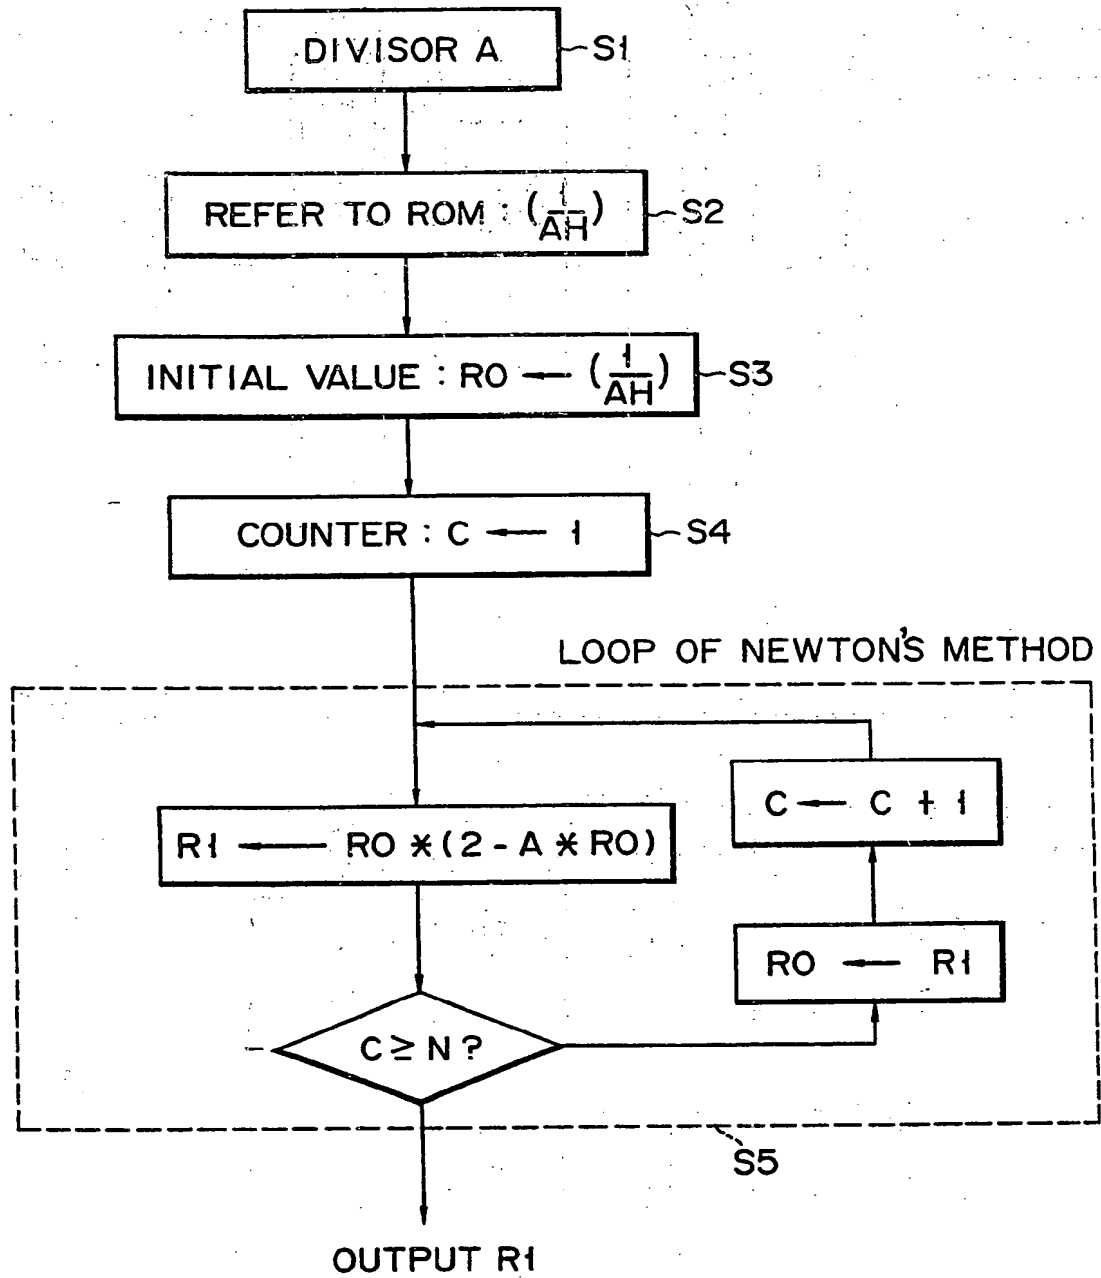 DIVISOR A
S1
REFER TO ROM : (1/AH)
S2
INITIAL VALUE : R0 ← (1/AH)
S3
COUNTER : C ← 1
S4
LOOP OF NEWTON'S METHOD
C ← C + 1
R1 ← R0 * (2 - A * R0)
R0 ← R1
C ≥ N ?
S5
OUTPUT R1